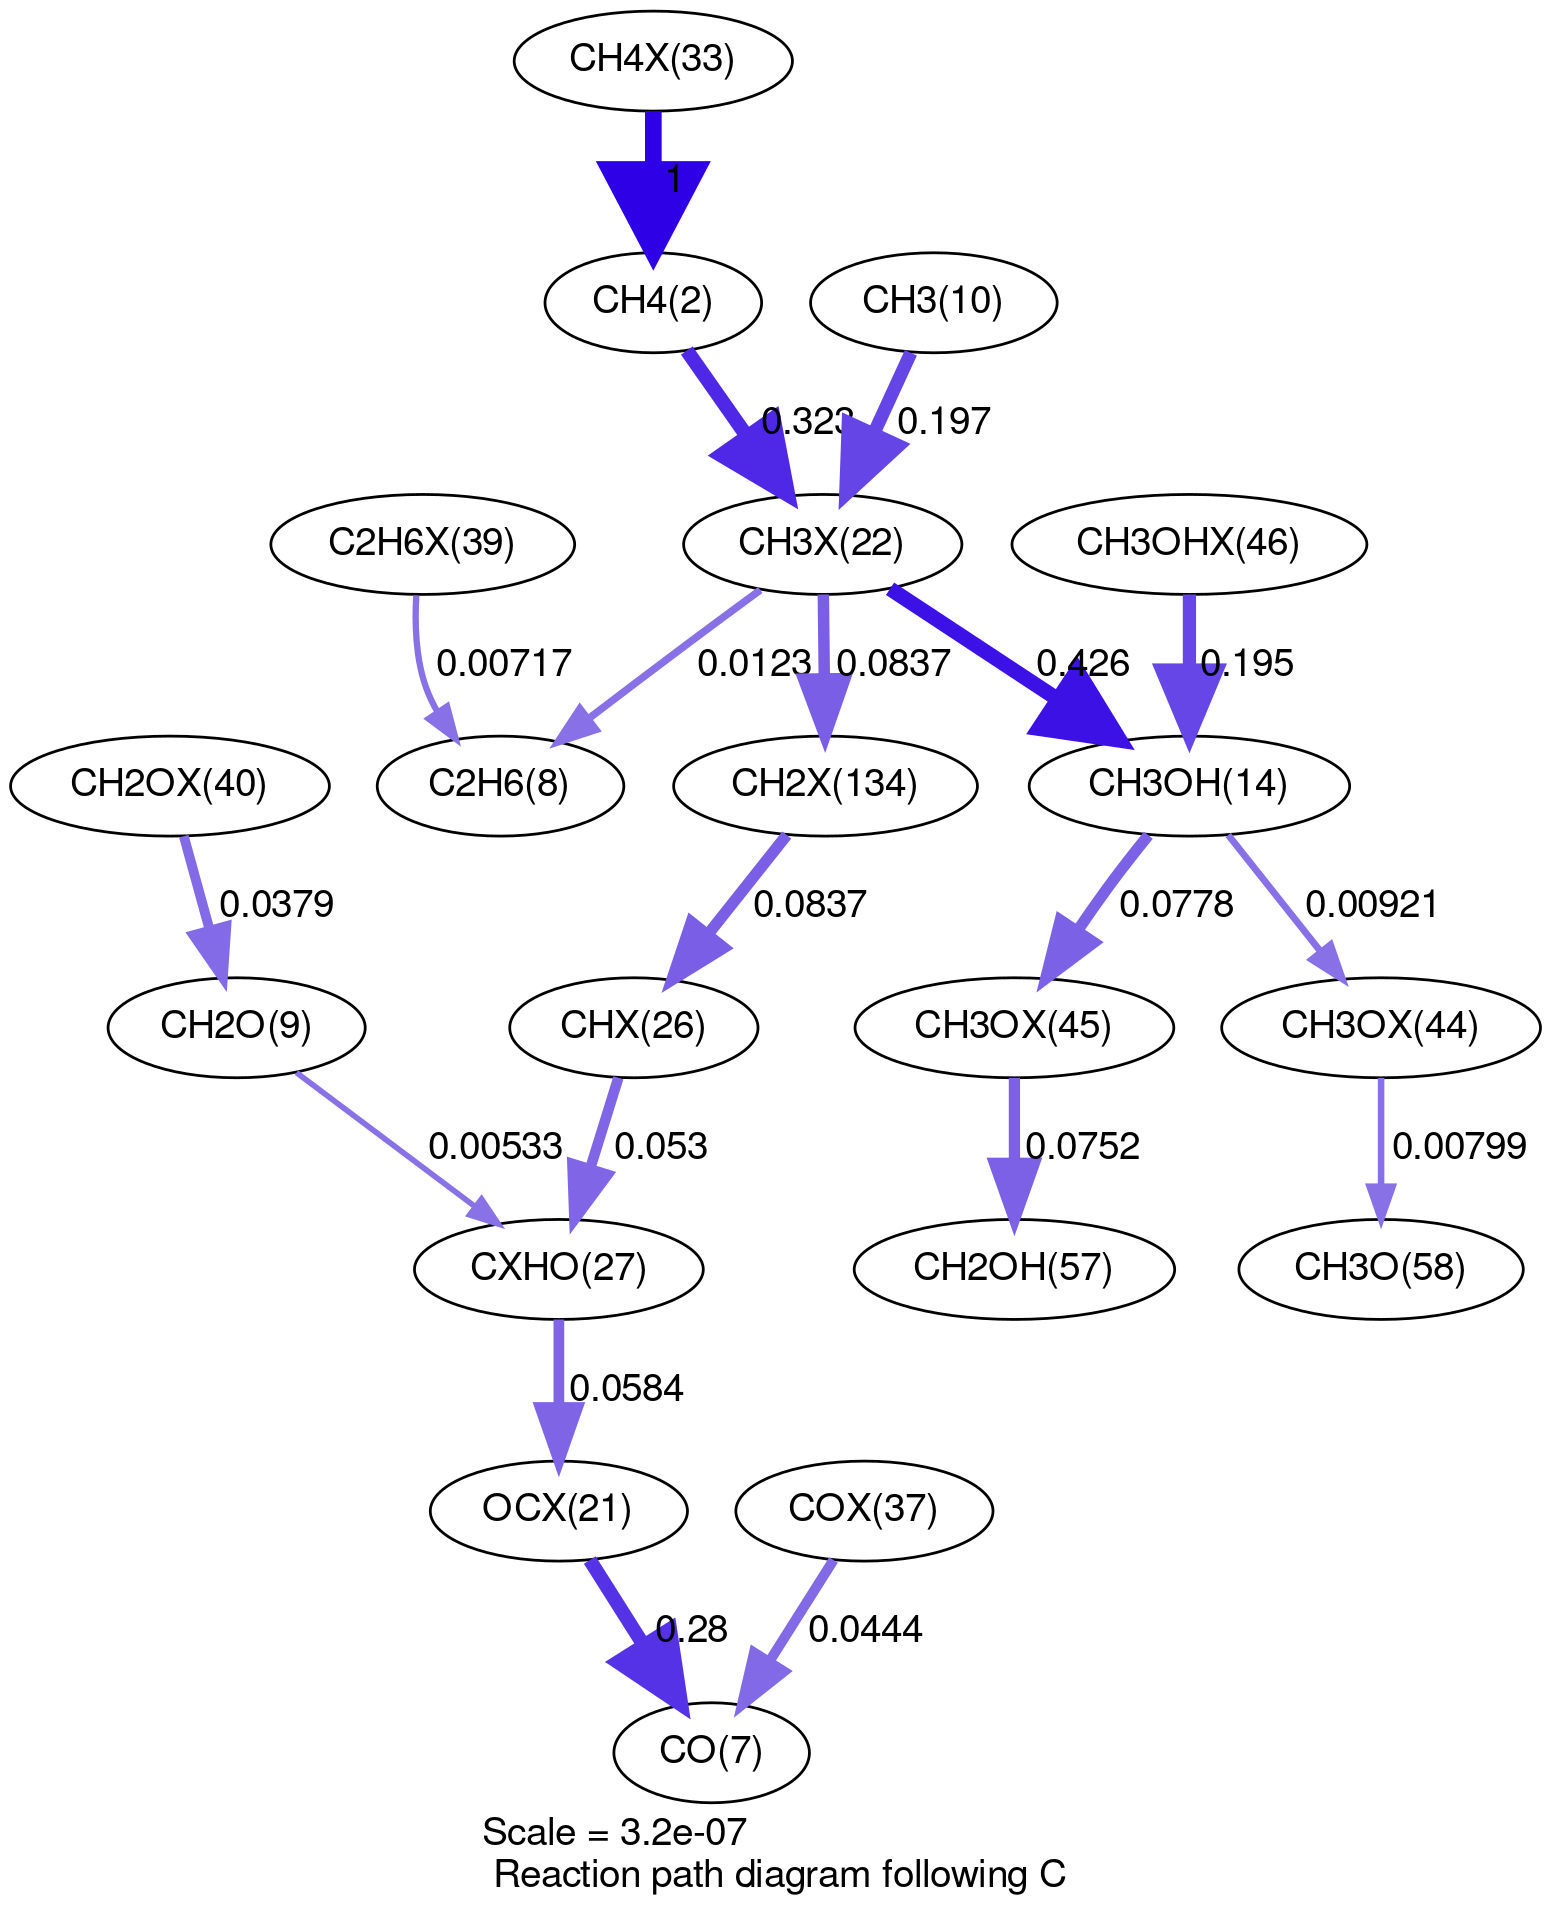 CH4X(33)
1
CH4(2)
CH3(10)
0.323
0.197
C2H6X(39)
CH3X(22)
CH3OHX(46)
0.00717
0.0123
0.0837
0.426
0.195
CH2OX(40)
C2H6(8)
CH2X(134)
CH3OH(14)
0.0379
0.0837
0.0778
0.00921
CH2O(9)
CHX(26)
CH3OX(45)
CH3OX(44)
0.00533
0.053
0.0752
0.00799
CXHO(27)
CH2OH(57)
CH3O(58)
0.0584
OCX(21)
COX(37)
0.28
0.0444
CO(7)
Scale = 3.2e-07
Reaction path diagram following C